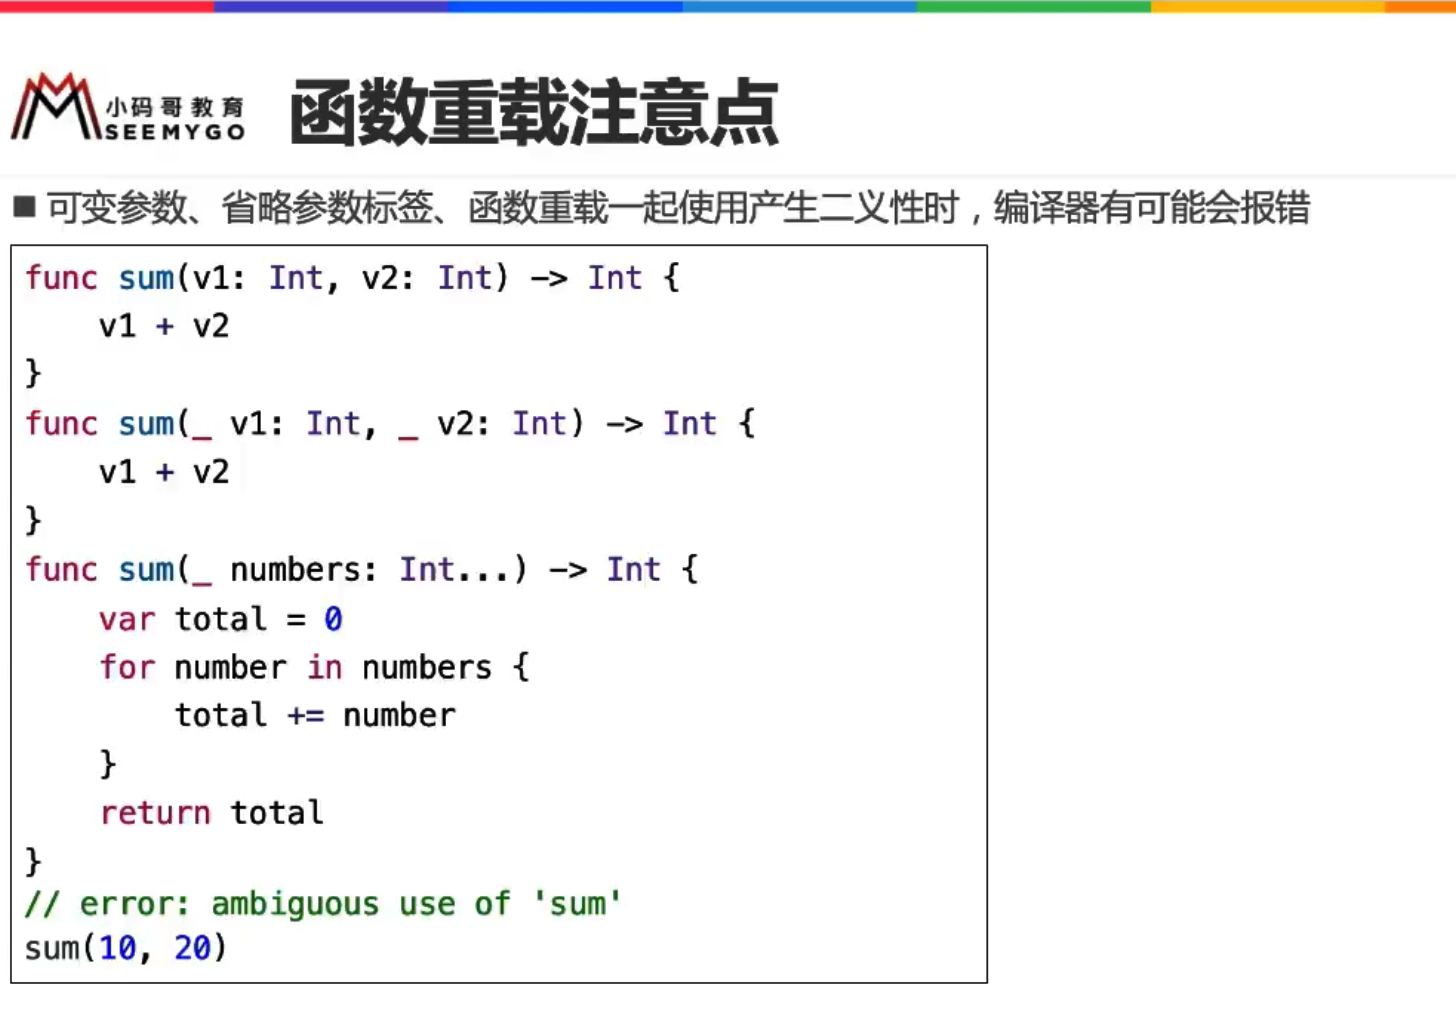 小码哥教育
SEEMYGO
函数重载注意点
■ 可变参数、省略参数标签、函数重载一起使用产生二义性时，编译器有可能会报错
func sum(v1: Int, v2: Int) -> Int {
    v1 + v2
}
func sum(_ v1: Int, _ v2: Int) -> Int {
    v1 + v2
}
func sum(_ numbers: Int...) -> Int {
    var total = 0
    for number in numbers {
        total += number
    }
    return total
}
// error: ambiguous use of 'sum'
sum(10, 20)